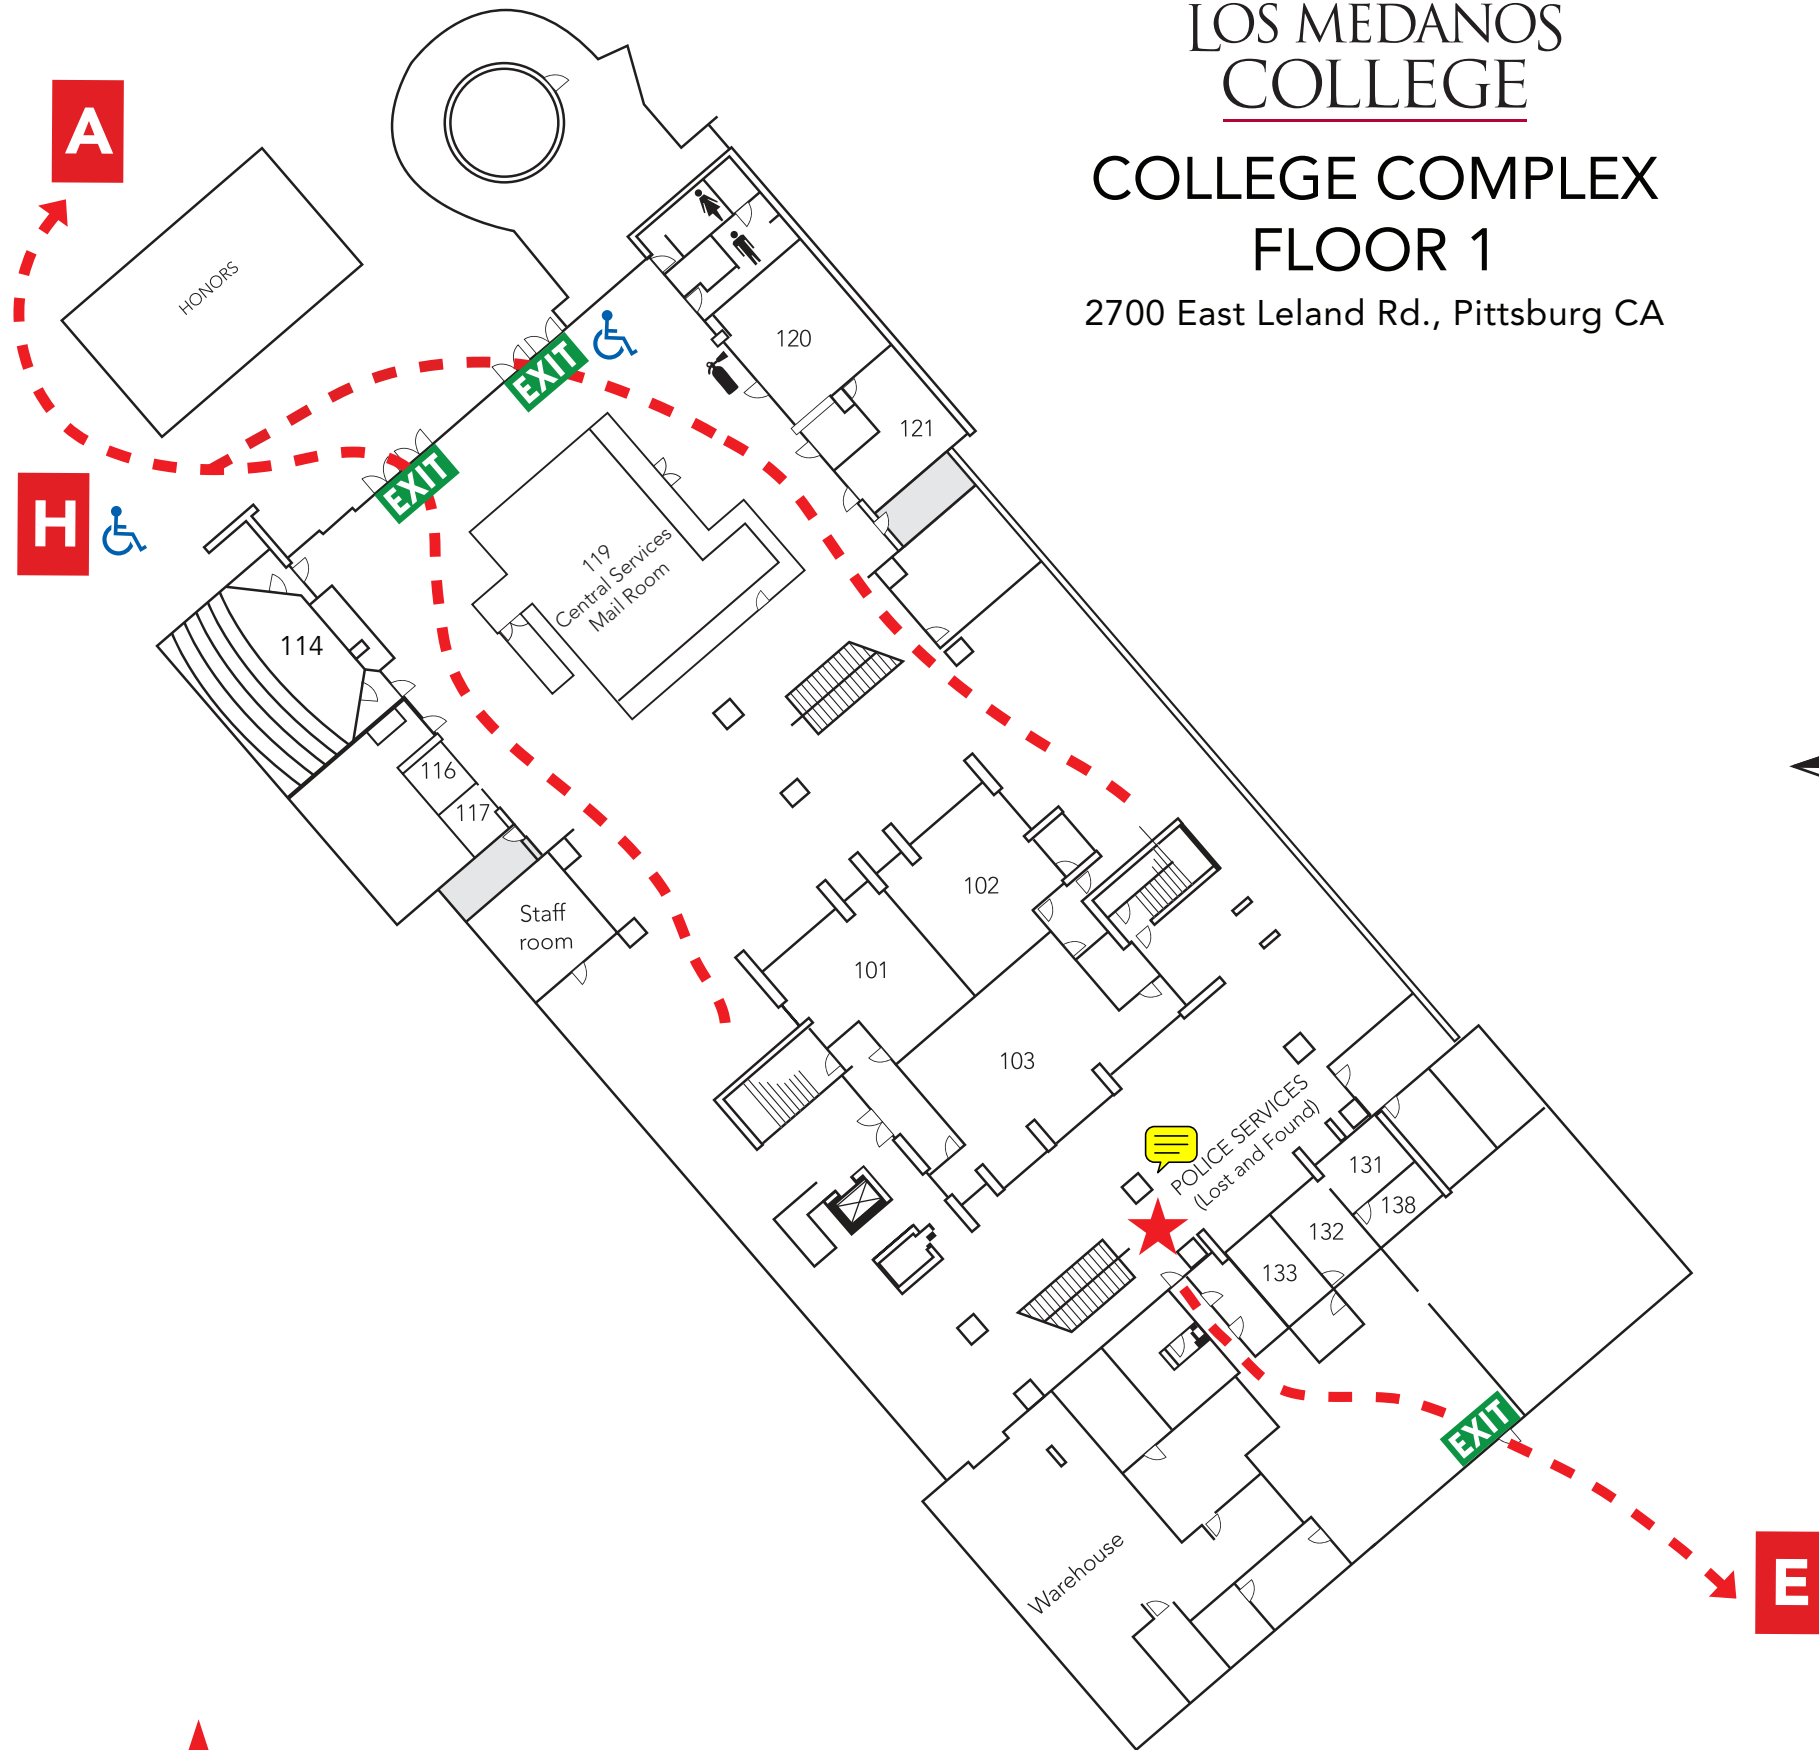 LOS MEDANOS
COLLEGE
COLLEGE COMPLEX
FLOOR 1
2700 East Leland Rd., Pittsburg CA
A
HONORS
EXIT
120
121
EXIT
H
119
Central Services
Mail Room
114
116
117
Staff
room
102
101
103
POLICE SERVICES
(Lost and Found)
131
138
132
133
EXIT
Warehouse
E